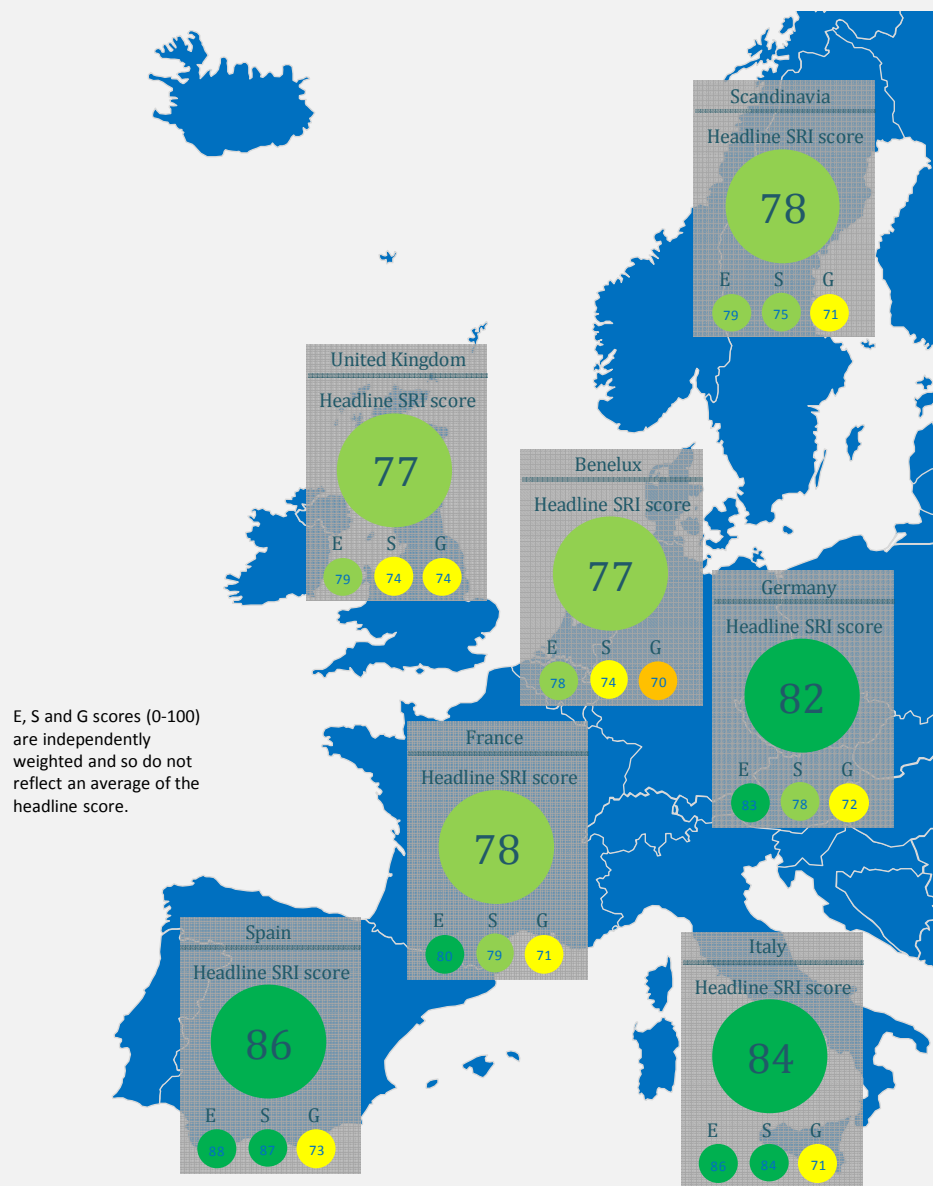 Scandinavia
Headline SRI score
78
E S G
79 75 71
United Kingdom
Headline SRI score
77
E S G
79 74 74
Benelux
Headline SRI score
77
E S G
78 74 70
Germany
Headline SRI score
82
E S G
83 78 72
E, S and G scores (0-100)
are independently
weighted and so do not
reflect an average of the
headline score.
France
Headline SRI score
78
E S G
80 79 71
Spain
Headline SRI score
86
E S G
88 87 73
Italy
Headline SRI score
84
E S G
86 84 71